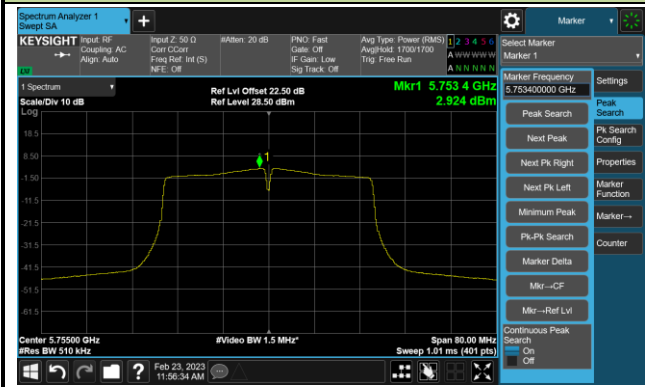 Spectrum Analyzer 1
Swept SA
Marker
KEYSIGHT
Input: RF
Coupling: AC
Align: Auto
Input Z: 50 Ω
Corr CCorr
Freq Ref: Int (S)
NFE: Off
#Atten: 20 dB
PNO: Fast
Gate: Off
IF Gain: Low
Sig Track: Off
Avg Type: Power (RMS)
Avg|Hold: 1700/1700
Trig: Free Run
1 2 3 4 5 6
A W W W W W
A N N N N N
Select Marker
Marker 1
Marker Frequency
5.753400000 GHz
Settings
Peak Search
Next Peak
Next Pk Right
Next Pk Left
Minimum Peak
Pk-Pk Search
Marker Delta
Mkr→CF
Mkr→Ref Lvl
Continuous Peak
Search
On
Off
Peak
Search
Pk Search
Config
Properties
Marker
Function
Marker→
Counter
1 Spectrum
Scale/Div 10 dB
Log
Ref Lvl Offset 22.50 dB
Ref Level 28.50 dBm
Mkr1 5.753 4 GHz
2.924 dBm
18.5
8.50
-1.50
-11.5
-21.5
-31.5
-41.5
-51.5
-61.5
1
Center 5.75500 GHz
#Res BW 510 kHz
#Video BW 1.5 MHz*
Span 80.00 MHz
Sweep 1.01 ms (401 pts)
Feb 23, 2023
11:56:34 AM